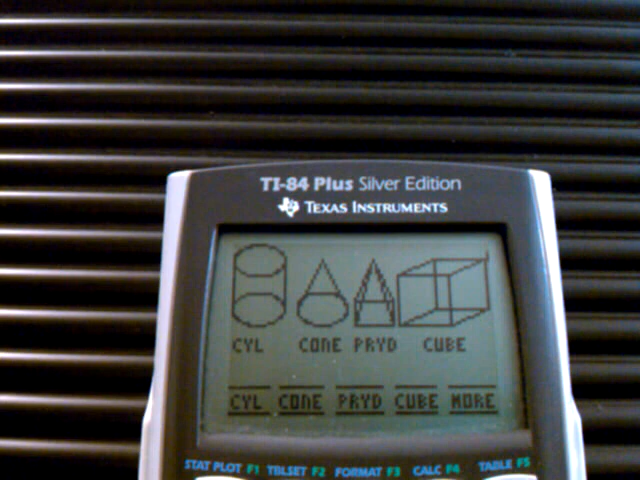 TI-84 Plus Silver Edition
TEXAS INSTRUMENTS
CYL CONE PRYD CUBE
CYL CONE PRYD CUBE MORE
STAT PLOT F1 TBLSET F2 FORMAT F3 CALC F4 TABLE F5